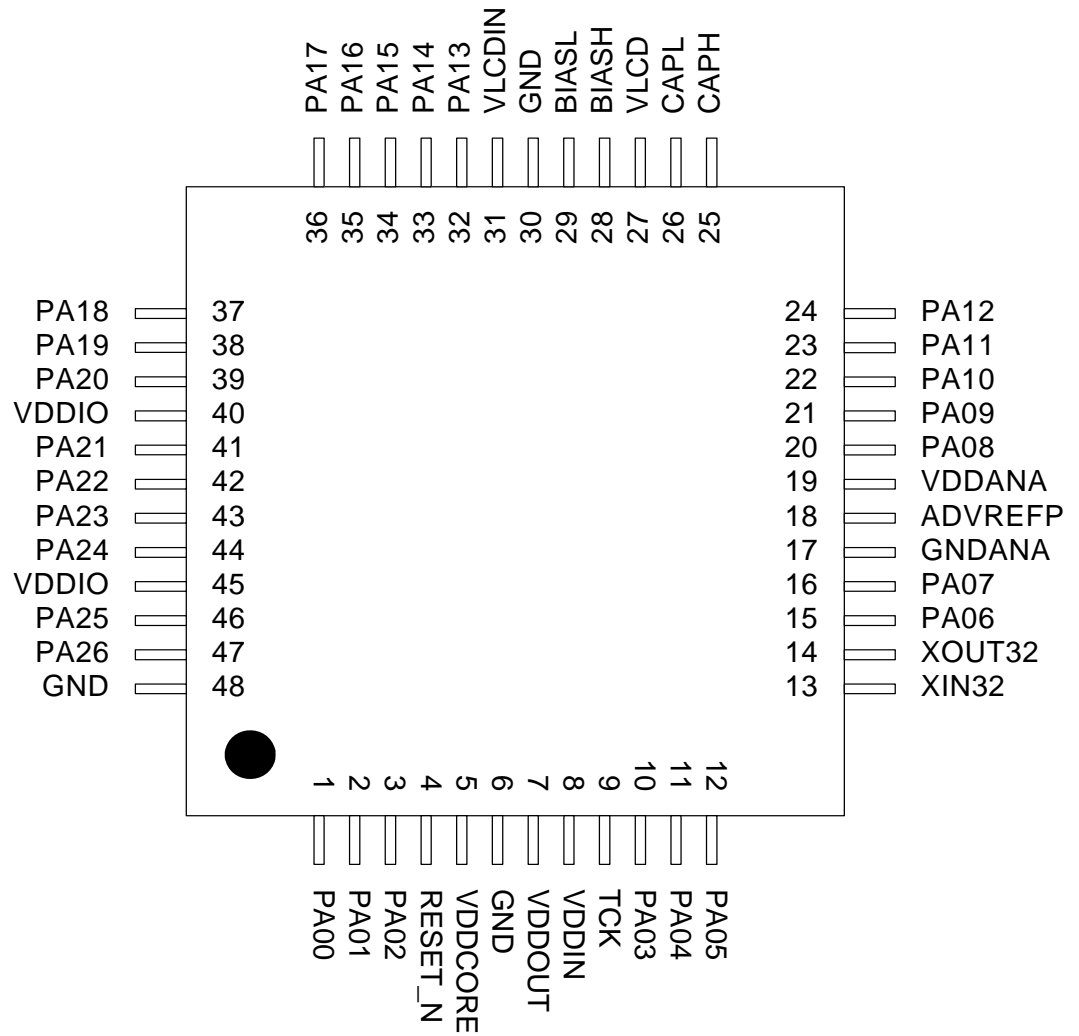 PA17 PA16 PA15 PA14 PA13 VLCDIN GND BIASL BIASH VLCD CAPL CAPH
36 35 34 33 32 31 30 29 28 27 26 25
PA18 37 24 PA12
PA19 38 23 PA11
PA20 39 22 PA10
VDDIO 40 21 PA09
PA21 41 20 PA08
PA22 42 19 VDDANA
PA23 43 18 ADVREFP
PA24 44 17 GNDANA
VDDIO 45 16 PA07
PA25 46 15 PA06
PA26 47 14 XOUT32
GND 48 13 XIN32
1 2 3 4 5 6 7 8 9 10 11 12
PA00 PA01 PA02 RESET_N VDDCORE GND VDDOUT VDDIN TCK PA03 PA04 PA05